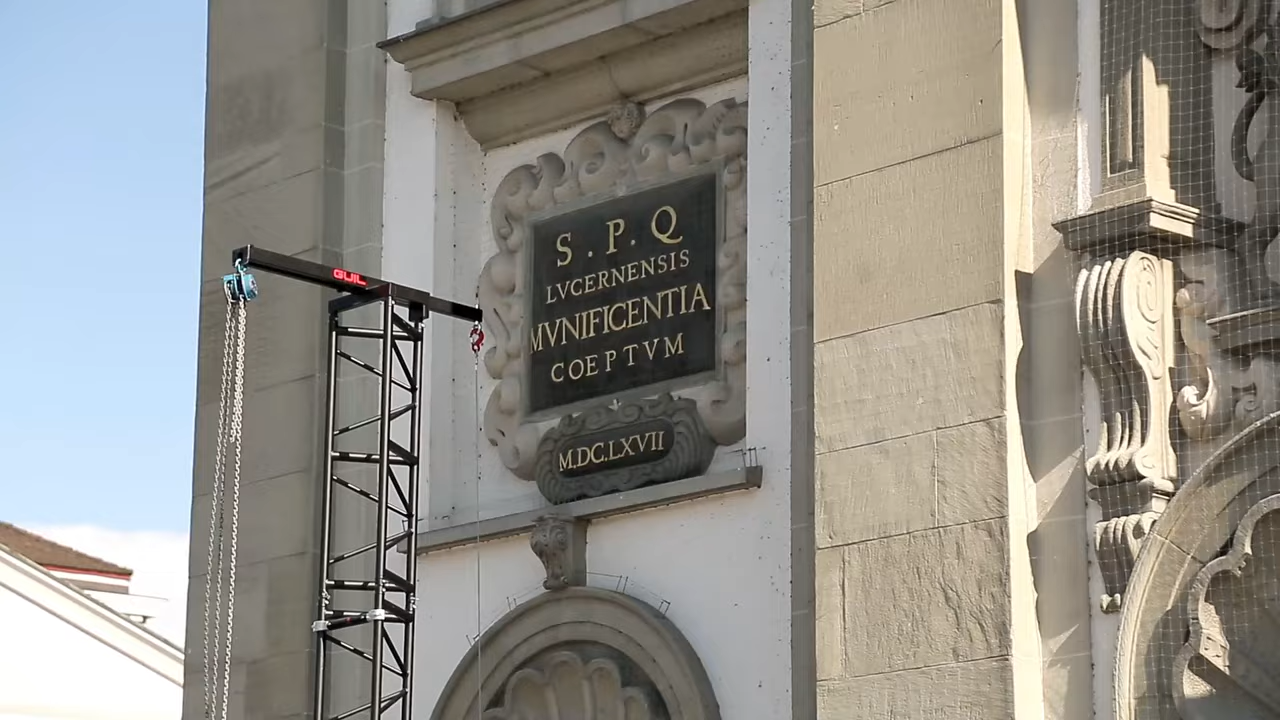 GUIL
S.P.Q
LVCERNENSIS
MVNIFICENTIA
COEPTVM
M.DC.LXVII